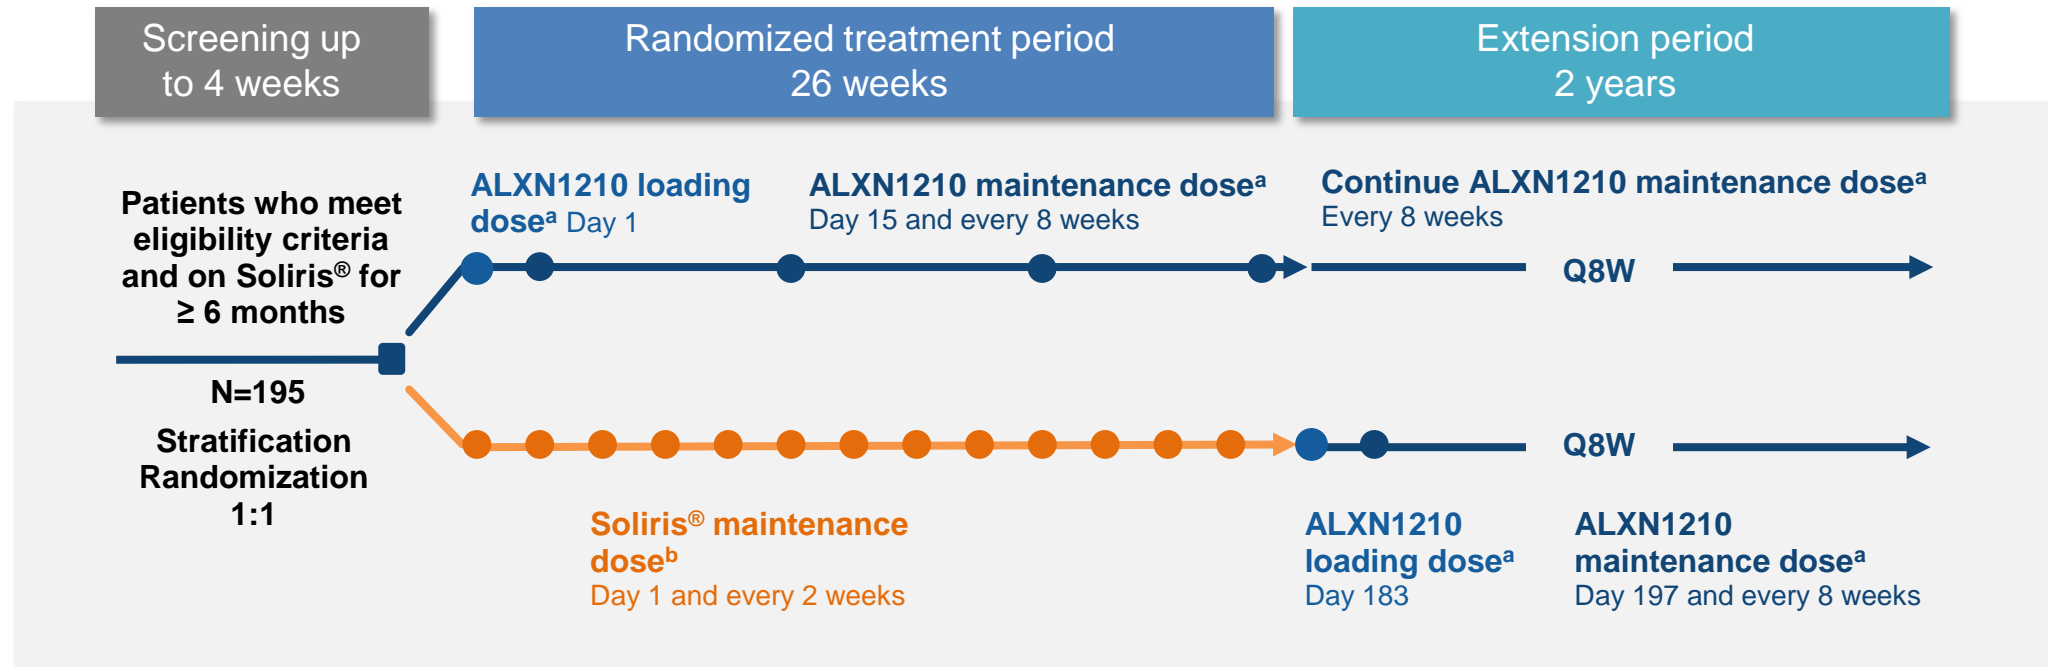 Screening up
to 4 weeks
Randomized treatment period
26 weeks
Extension period
2 years
Patients who meet
eligibility criteria
and on Soliris® for
≥ 6 months
N=195
Stratification
Randomization
1:1
ALXN1210 loading
doseᵃ Day 1
ALXN1210 maintenance doseᵃ
Day 15 and every 8 weeks
Continue ALXN1210 maintenance doseᵃ
Every 8 weeks
Q8W
Q8W
Soliris® maintenance
doseᵇ
Day 1 and every 2 weeks
ALXN1210
loading doseᵃ
Day 183
ALXN1210
maintenance doseᵃ
Day 197 and every 8 weeks